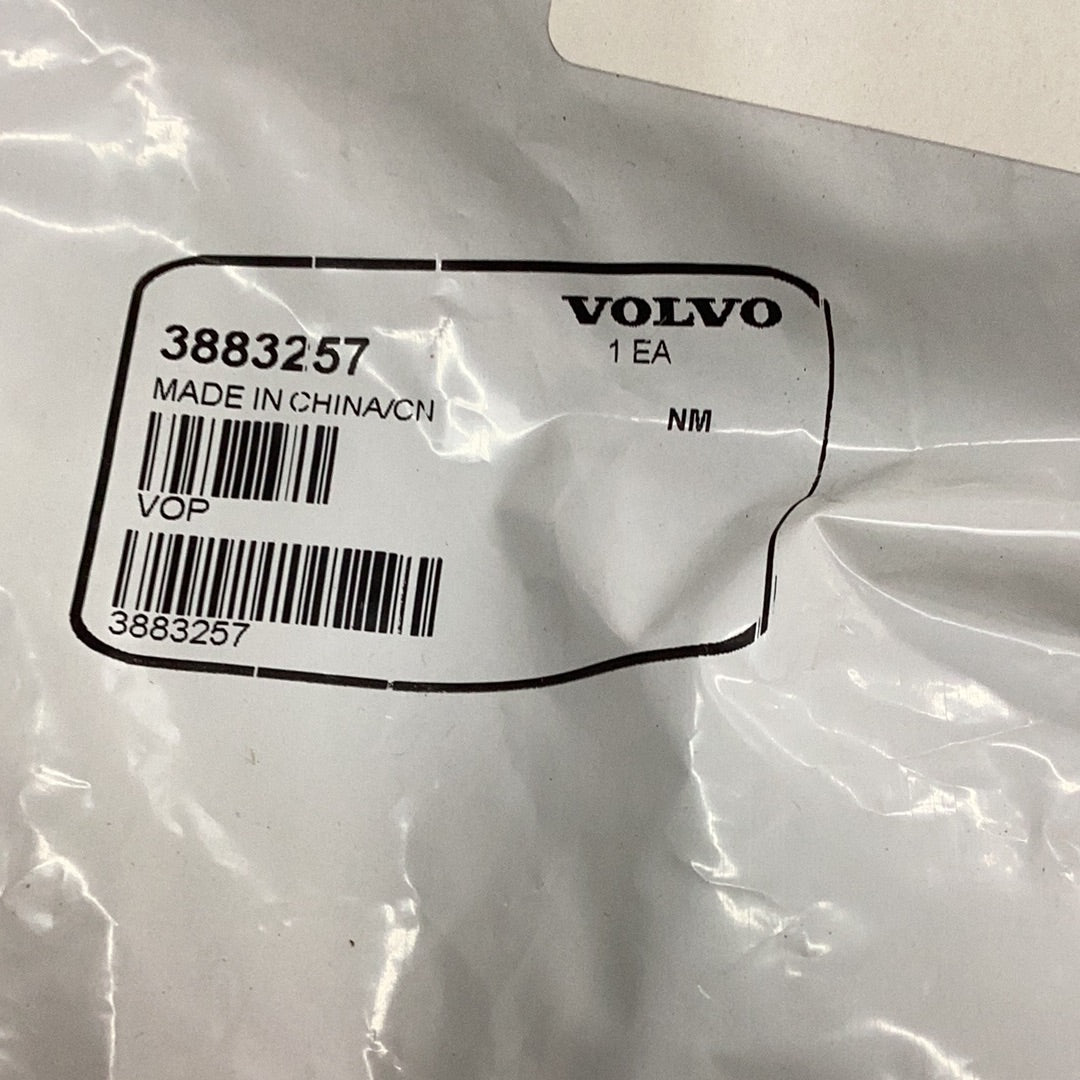 VOLVO
3883257
1 EA
MADE IN CHINA/CN
NM
VOP
3883257